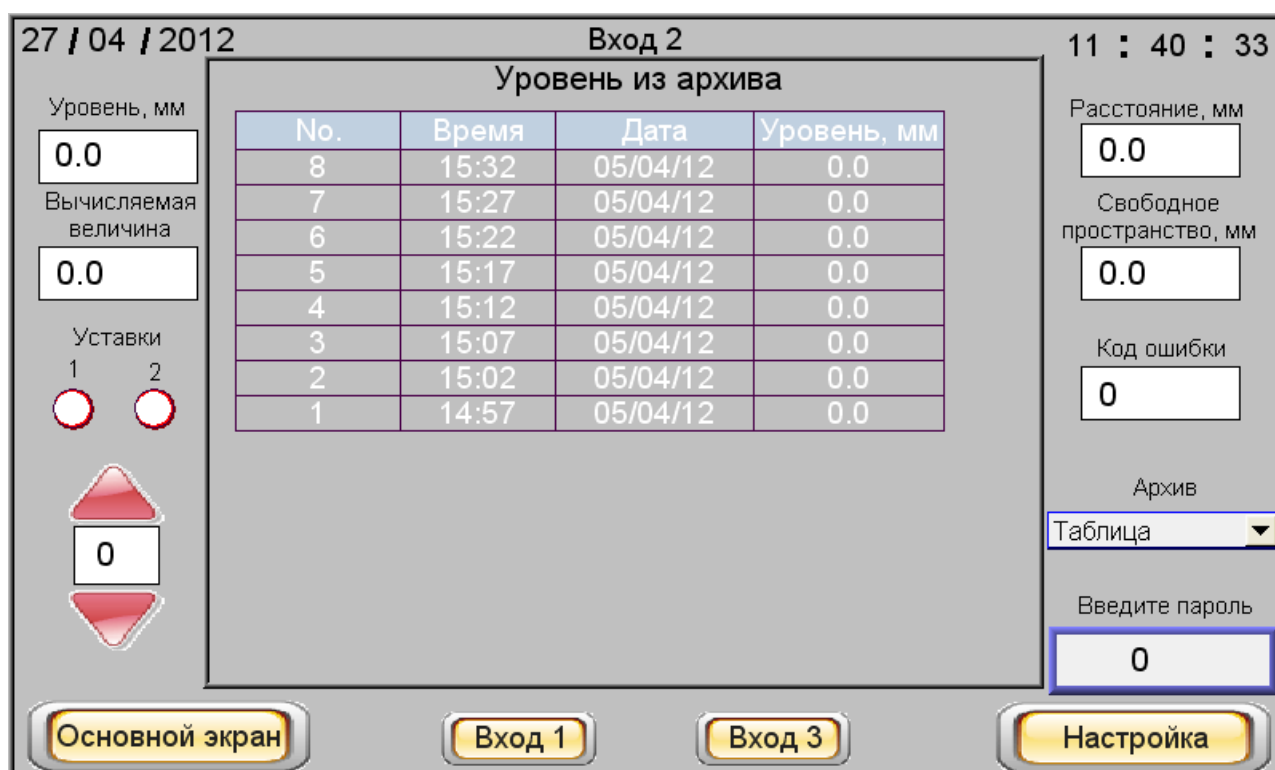 27 / 04 / 2012
Вход 2
11 : 40 : 33
Уровень из архива
Уровень, мм
0.0
Вычисляемая
величина
0.0
Уставки
1 2
0
No. Время Дата Уровень, мм
8 15:32 05/04/12 0.0
7 15:27 05/04/12 0.0
6 15:22 05/04/12 0.0
5 15:17 05/04/12 0.0
4 15:12 05/04/12 0.0
3 15:07 05/04/12 0.0
2 15:02 05/04/12 0.0
1 14:57 05/04/12 0.0
Расстояние, мм
0.0
Свободное
пространство, мм
0.0
Код ошибки
0
Архив
Таблица
Введите пароль
0
Основной экран
Вход 1
Вход 3
Настройка